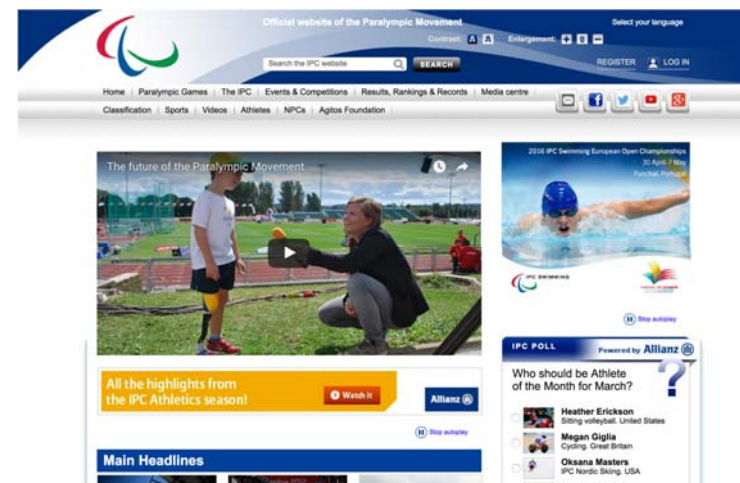 Official website of the Paralympic Movement
Select your language
Contrast: A A Enlargement:
Search the IPC website
SEARCH
REGISTER LOG IN
Home Paralympic Games The IPC Events & Competitions Results, Rankings & Records Media centre
Classification Sports Videos Athletes NPCs Agitos Foundation
The future of the Paralympic Movement
2016 IPC Swimming European Open Championships
30 April-7 May
Funchal, Portugal
IPC SWIMMING
Stop autoplay
All the highlights from
the IPC Athletics season!
Watch it
Allianz
Stop autoplay
Main Headlines
IPC POLL
Powered by Allianz
Who should be Athlete
of the Month for March?
Heather Erickson
Sitting volleyball. United States
Megan Giglia
Cycling. Great Britain
Oksana Masters
IPC Nordic Skiing. USA